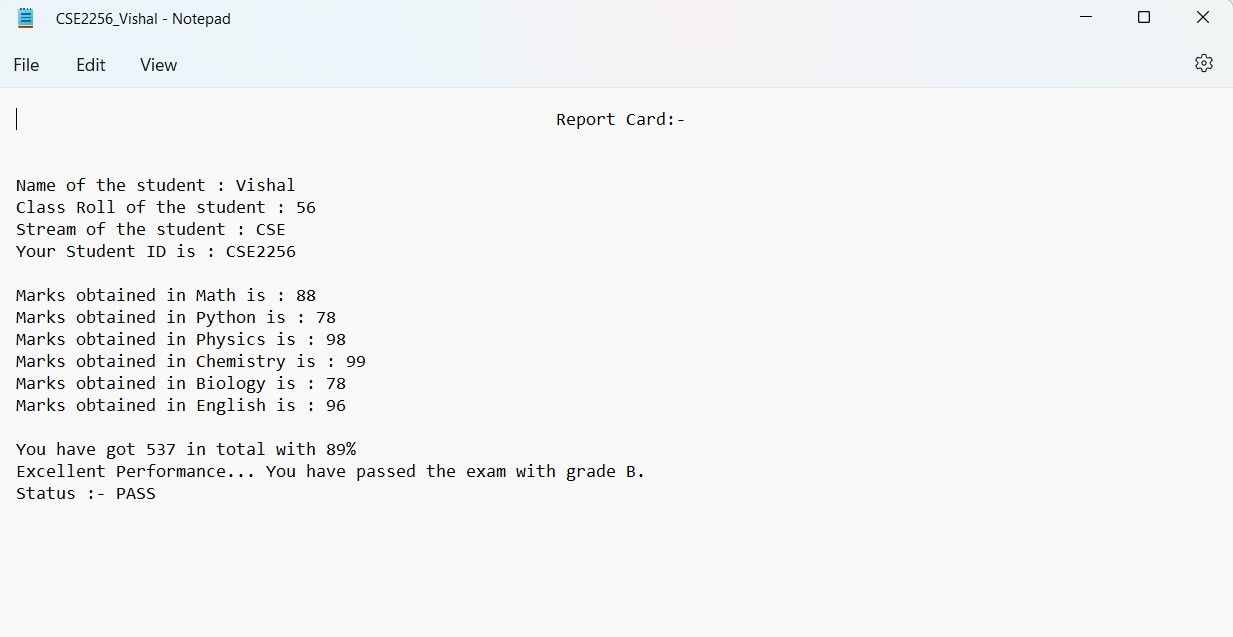 CSE2256_Vishal - Notepad
File Edit View
Report Card:-
Name of the student : Vishal
Class Roll of the student : 56
Stream of the student : CSE
Your Student ID is : CSE2256
Marks obtained in Math is : 88
Marks obtained in Python is : 78
Marks obtained in Physics is : 98
Marks obtained in Chemistry is : 99
Marks obtained in Biology is : 78
Marks obtained in English is : 96
You have got 537 in total with 89%
Excellent Performance... You have passed the exam with grade B.
Status :- PASS